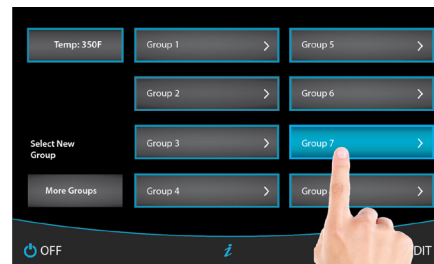 Temp: 350F
Group 1
Group 5
Group 2
Group 6
Select New
Group
Group 3
Group 7
More Groups
Group 4
Group
OFF
i
DIT